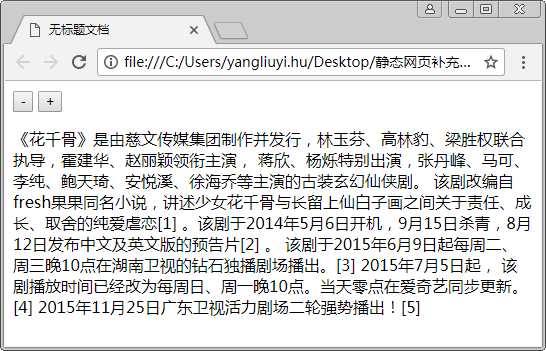 无标题文档
file:///C:/Users/yangliuyi.hu/Desktop/静态网页补充...
- +
《花千骨》是由慈文传媒集团制作并发行，林玉芬、高林豹、梁胜权联合
执导，霍建华、赵丽颖领衔主演， 蒋欣、杨烁特别出演，张丹峰、马可、
李纯、鲍天琦、安悦溪、徐海乔等主演的古装玄幻仙侠剧。 该剧改编自
fresh果果同名小说，讲述少女花千骨与长留上仙白子画之间关于责任、成
长、取舍的纯爱虐恋[1] 。该剧于2014年5月6日开机，9月15日杀青，8月
12日发布中文及英文版的预告片[2] 。 该剧于2015年6月9日起每周二、
周三晚10点在湖南卫视的钻石独播剧场播出。[3] 2015年7月5日起， 该
剧播放时间已经改为每周日、周一晚10点。当天零点在爱奇艺同步更新。
[4] 2015年11月25日广东卫视活力剧场二轮强势播出！[5]